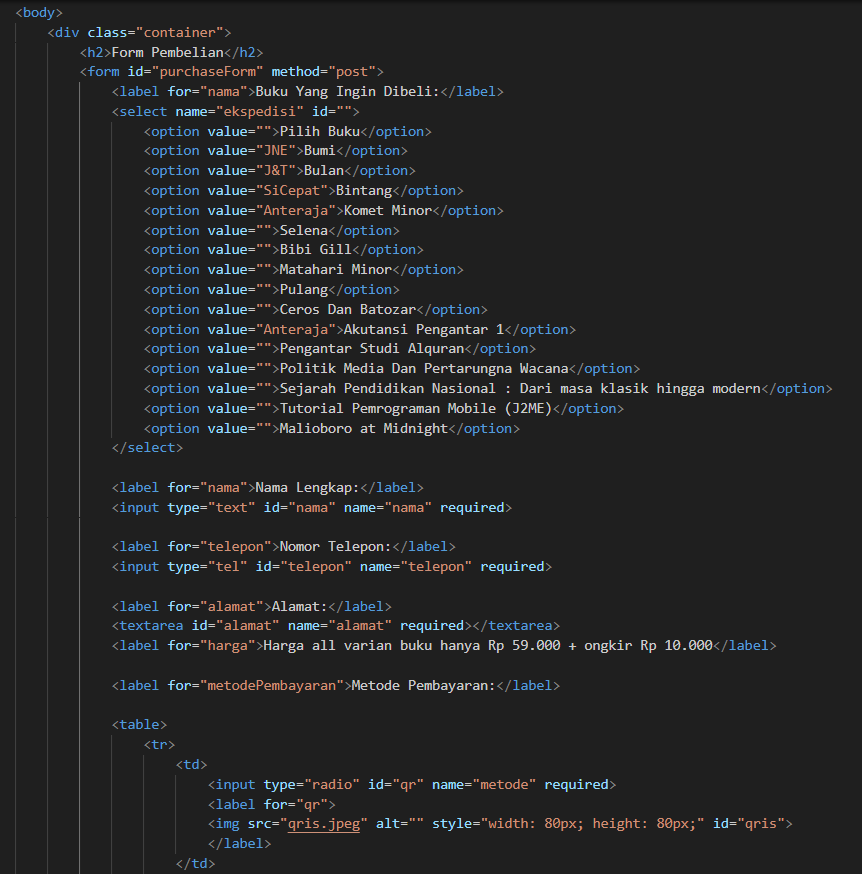 <body>
<div class="container">
<h2>Form Pembelian</h2>
<form id="purchaseForm" method="post">
<label for="nama">Buku Yang Ingin Dibeli:</label>
<select name="ekspedisi" id="">
<option value="">Pilih Buku</option>
<option value="JNE">Bumi</option>
<option value="J&T">Bulan</option>
<option value="SiCepat">Bintang</option>
<option value="Anteraja">Komet Minor</option>
<option value="">Selena</option>
<option value="">Bibi Gill</option>
<option value="">Matahari Minor</option>
<option value="">Pulang</option>
<option value="">Ceros Dan Batozar</option>
<option value="Anteraja">Akutansi Pengantar 1</option>
<option value="">Pengantar Studi Alquran</option>
<option value="">Politik Media Dan Pertarungna Wacana</option>
<option value="">Sejarah Pendidikan Nasional : Dari masa klasik hingga modern</option>
<option value="">Tutorial Pemrograman Mobile (J2ME)</option>
<option value="">Malioboro at Midnight</option>
</select>
<label for="nama">Nama Lengkap:</label>
<input type="text" id="nama" name="nama" required>
<label for="telepon">Nomor Telepon:</label>
<input type="tel" id="telepon" name="telepon" required>
<label for="alamat">Alamat:</label>
<textarea id="alamat" name="alamat" required></textarea>
<label for="harga">Harga all varian buku hanya Rp 59.000 + ongkir Rp 10.000</label>
<label for="metodePembayaran">Metode Pembayaran:</label>
<table>
<tr>
<td>
<input type="radio" id="qr" name="metode" required>
<label for="qr">
<img src="qris.jpeg" alt="" style="width: 80px; height: 80px;" id="qris">
</label>
</td>